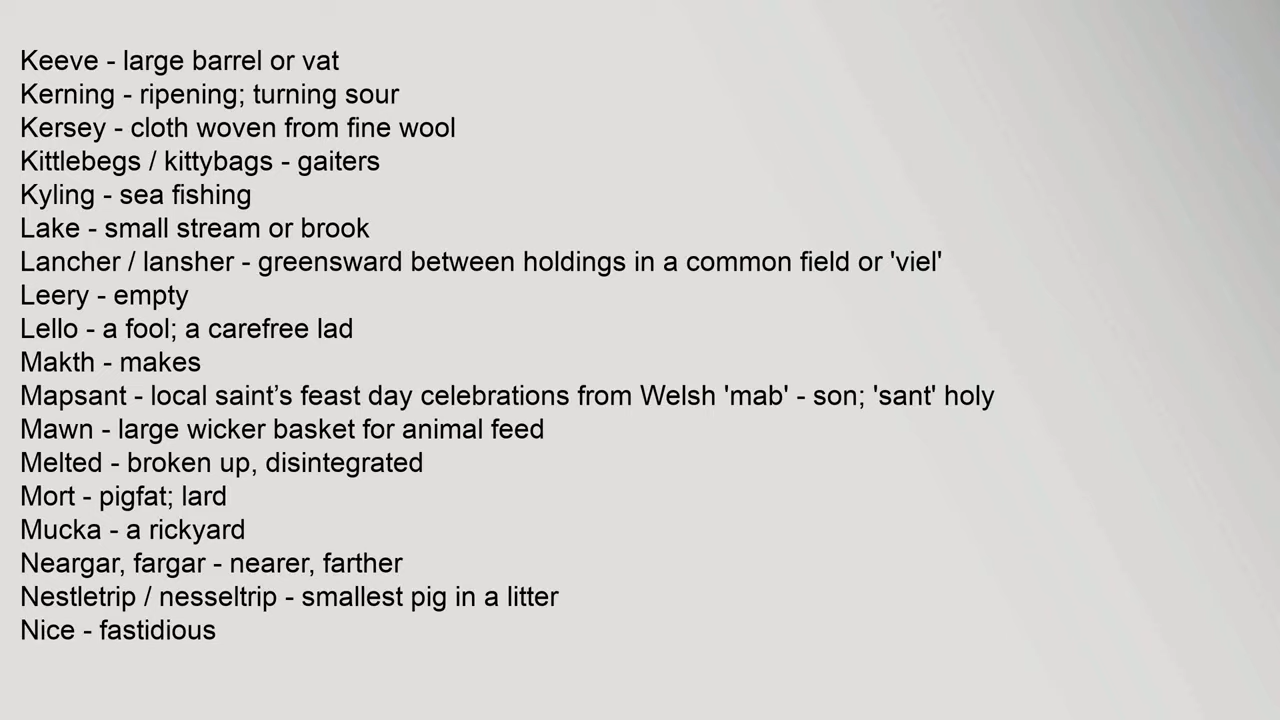 Keeve - large barrel or vat
Kerning - ripening; turning sour
Kersey - cloth woven from fine wool
Kittlebegs / kittybags - gaiters
Kyling - sea fishing
Lake - small stream or brook
Lancher / lansher - greensward between holdings in a common field or 'viel'
Leery - empty
Lello - a fool; a carefree lad
Makth - makes
Mapsant - local saint’s feast day celebrations from Welsh 'mab' - son; 'sant' holy
Mawn - large wicker basket for animal feed
Melted - broken up, disintegrated
Mort - pigfat; lard
Mucka - a rickyard
Neargar, fargar - nearer, farther
Nestletrip / nesseltrip - smallest pig in a litter
Nice - fastidious